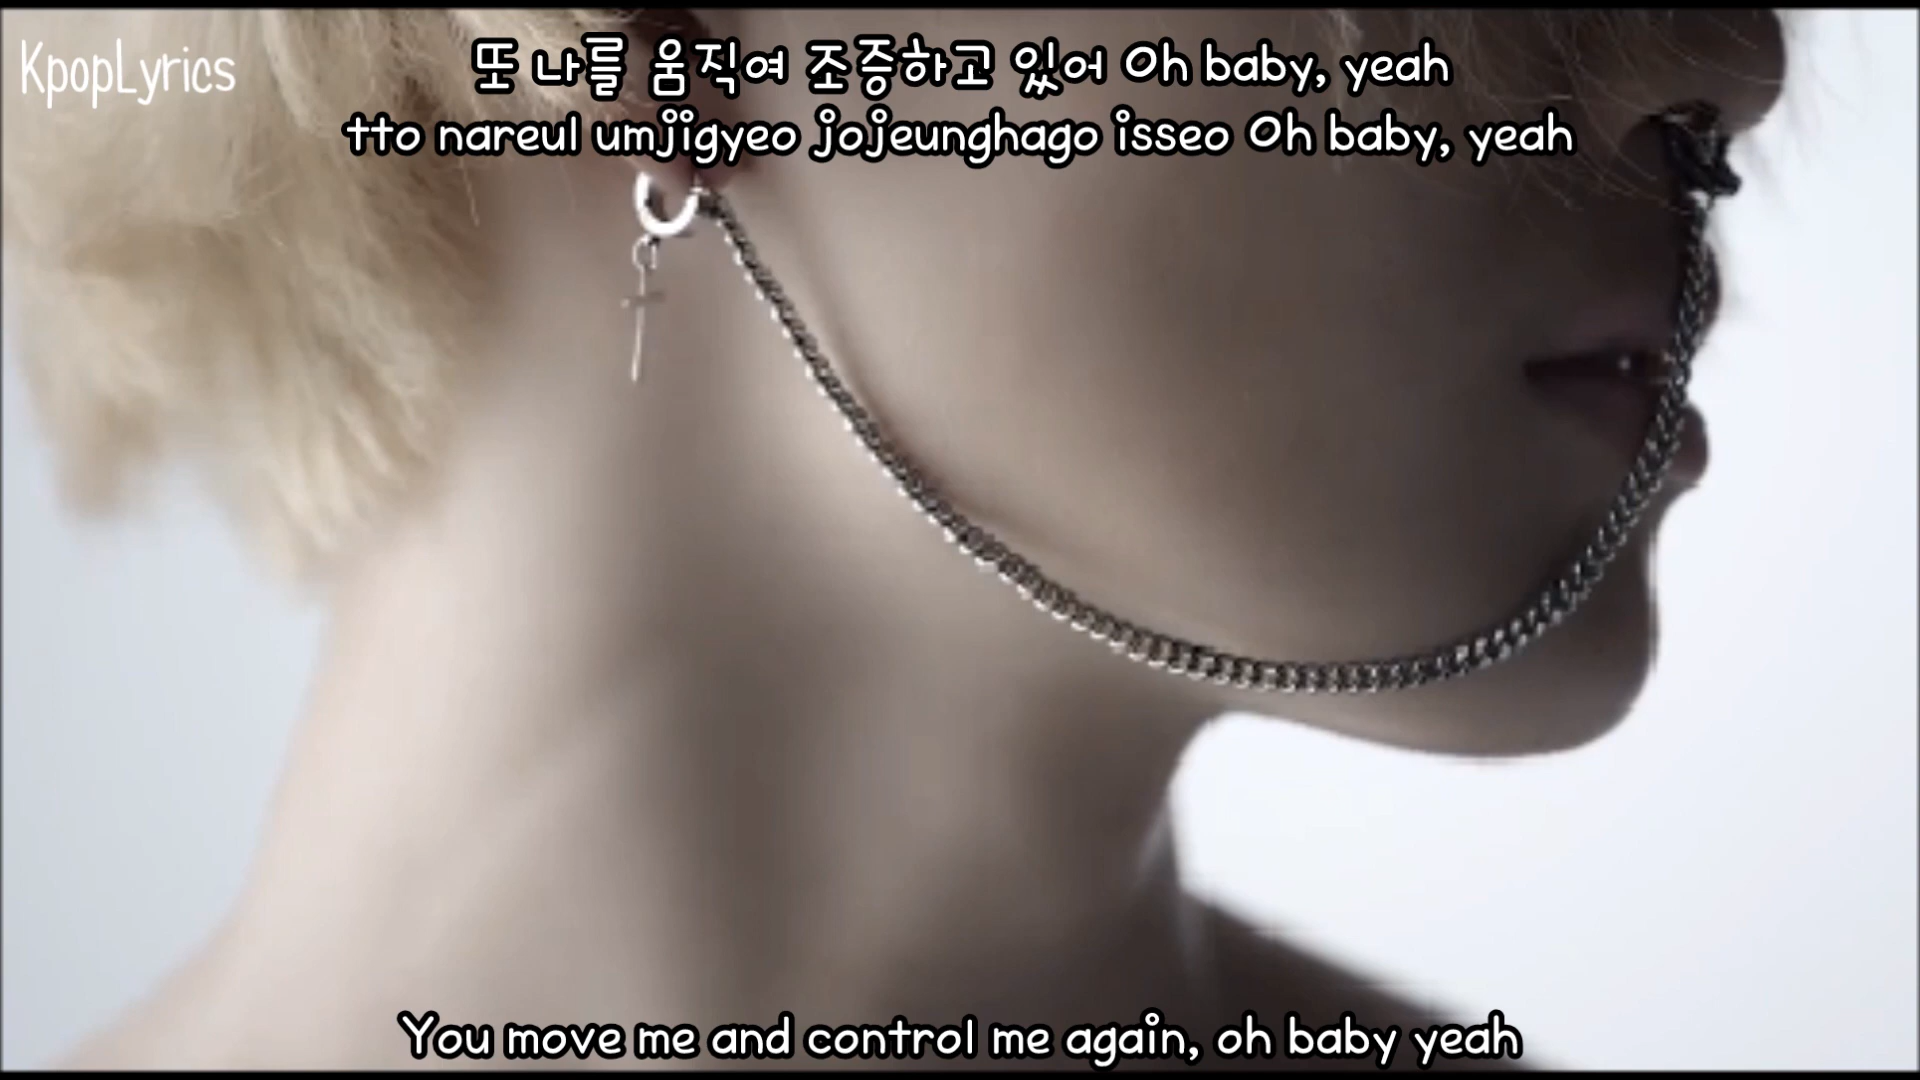 KpopLyrics
또 나를 움직여 조증하고 있어 Oh baby, yeah
tto nareul umjigyeo jojeunghago isseo Oh baby, yeah
You move me and control me again, oh baby yeah